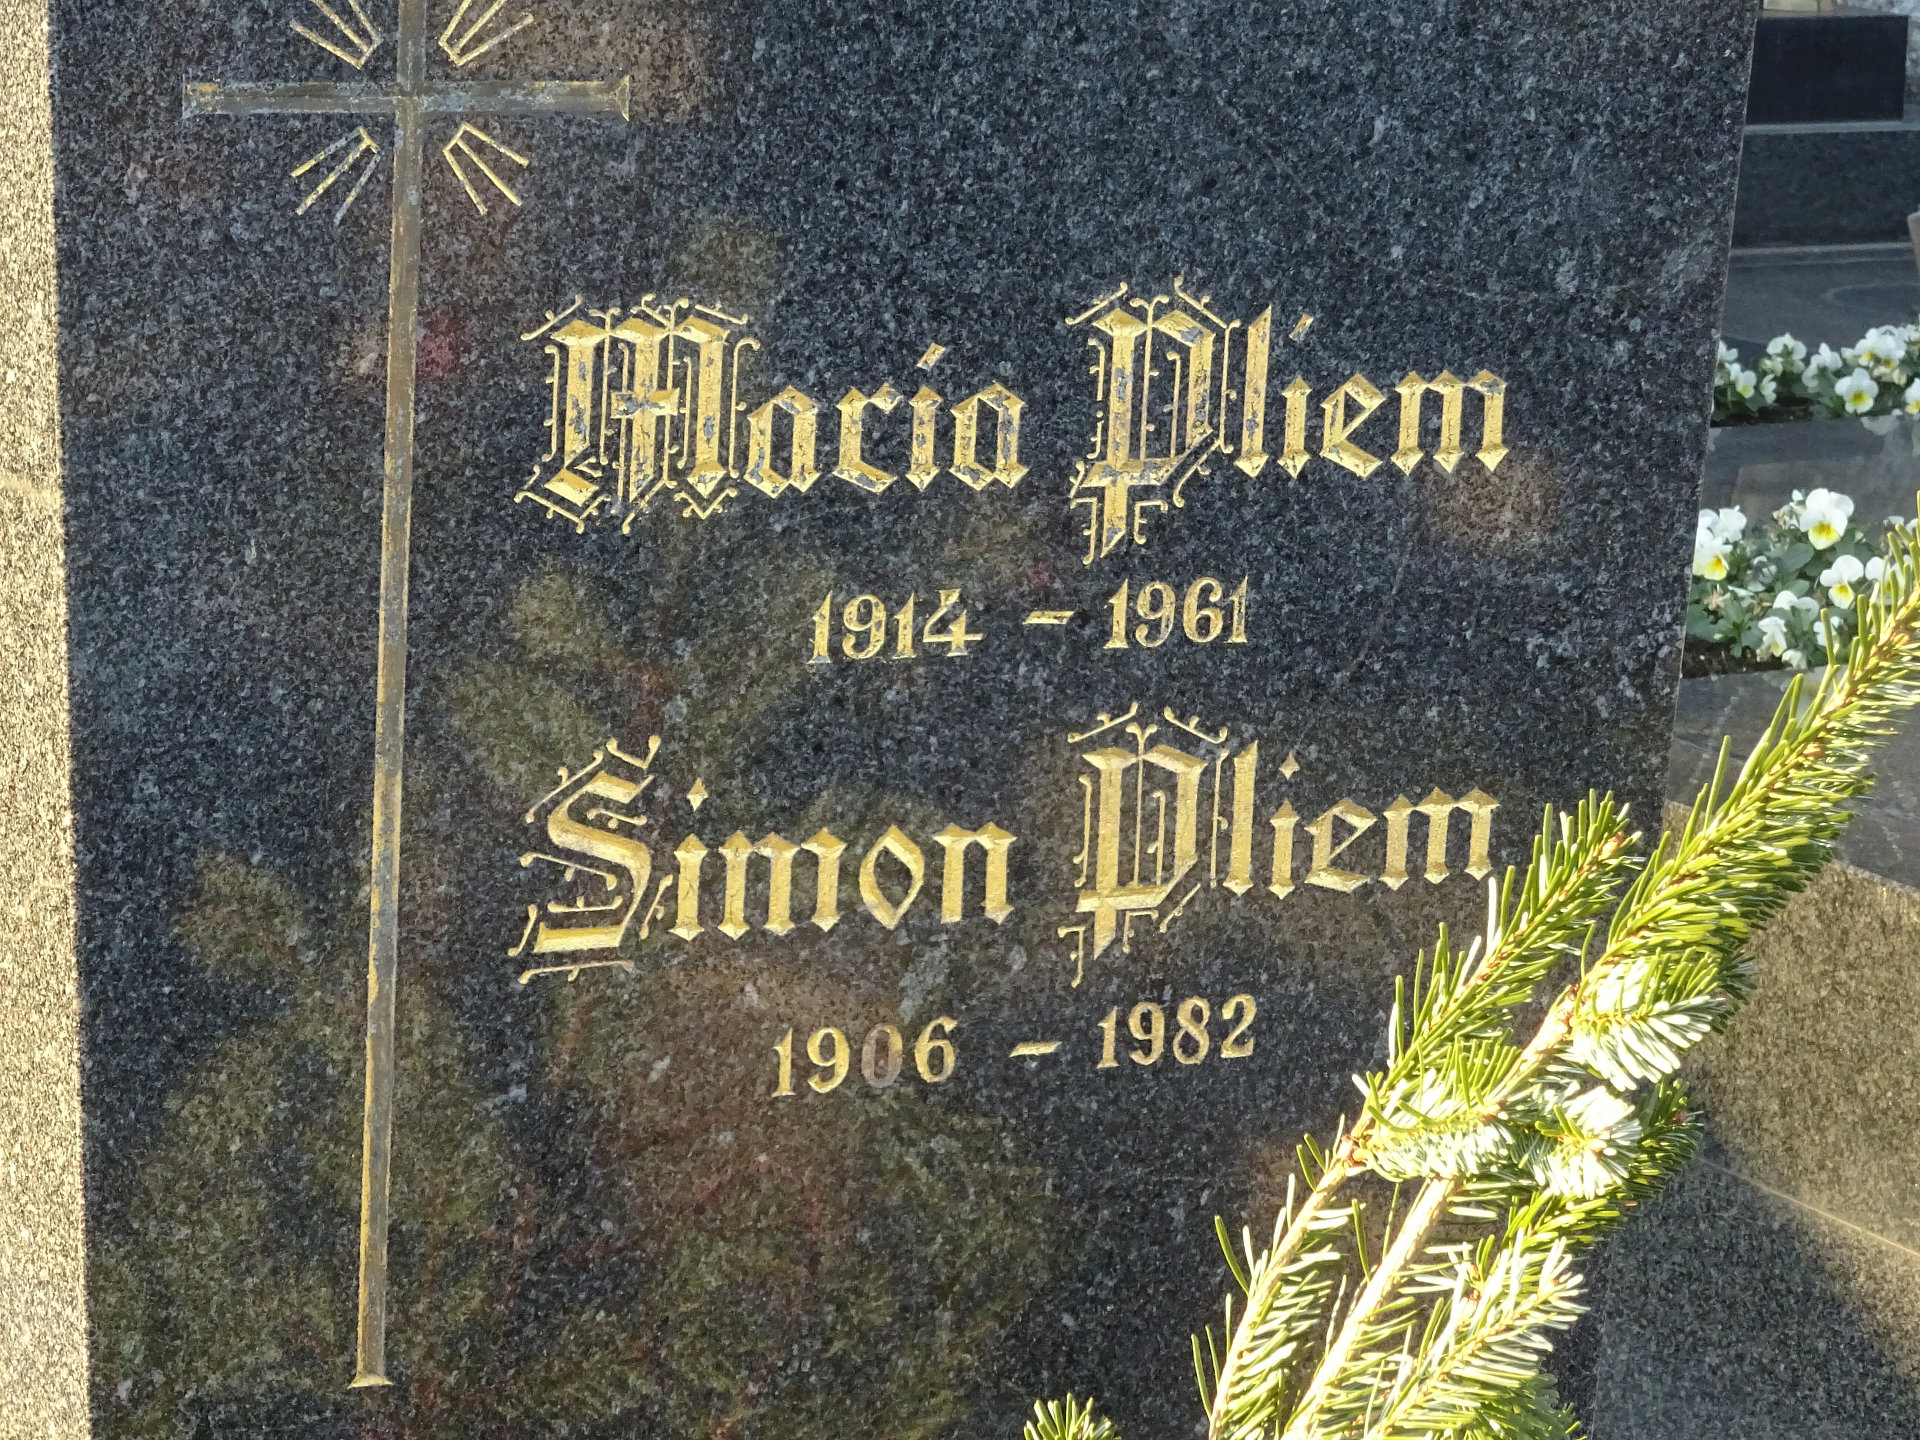 Maria Pliem
1914 - 1961
Simon Pliem
1906 - 1982